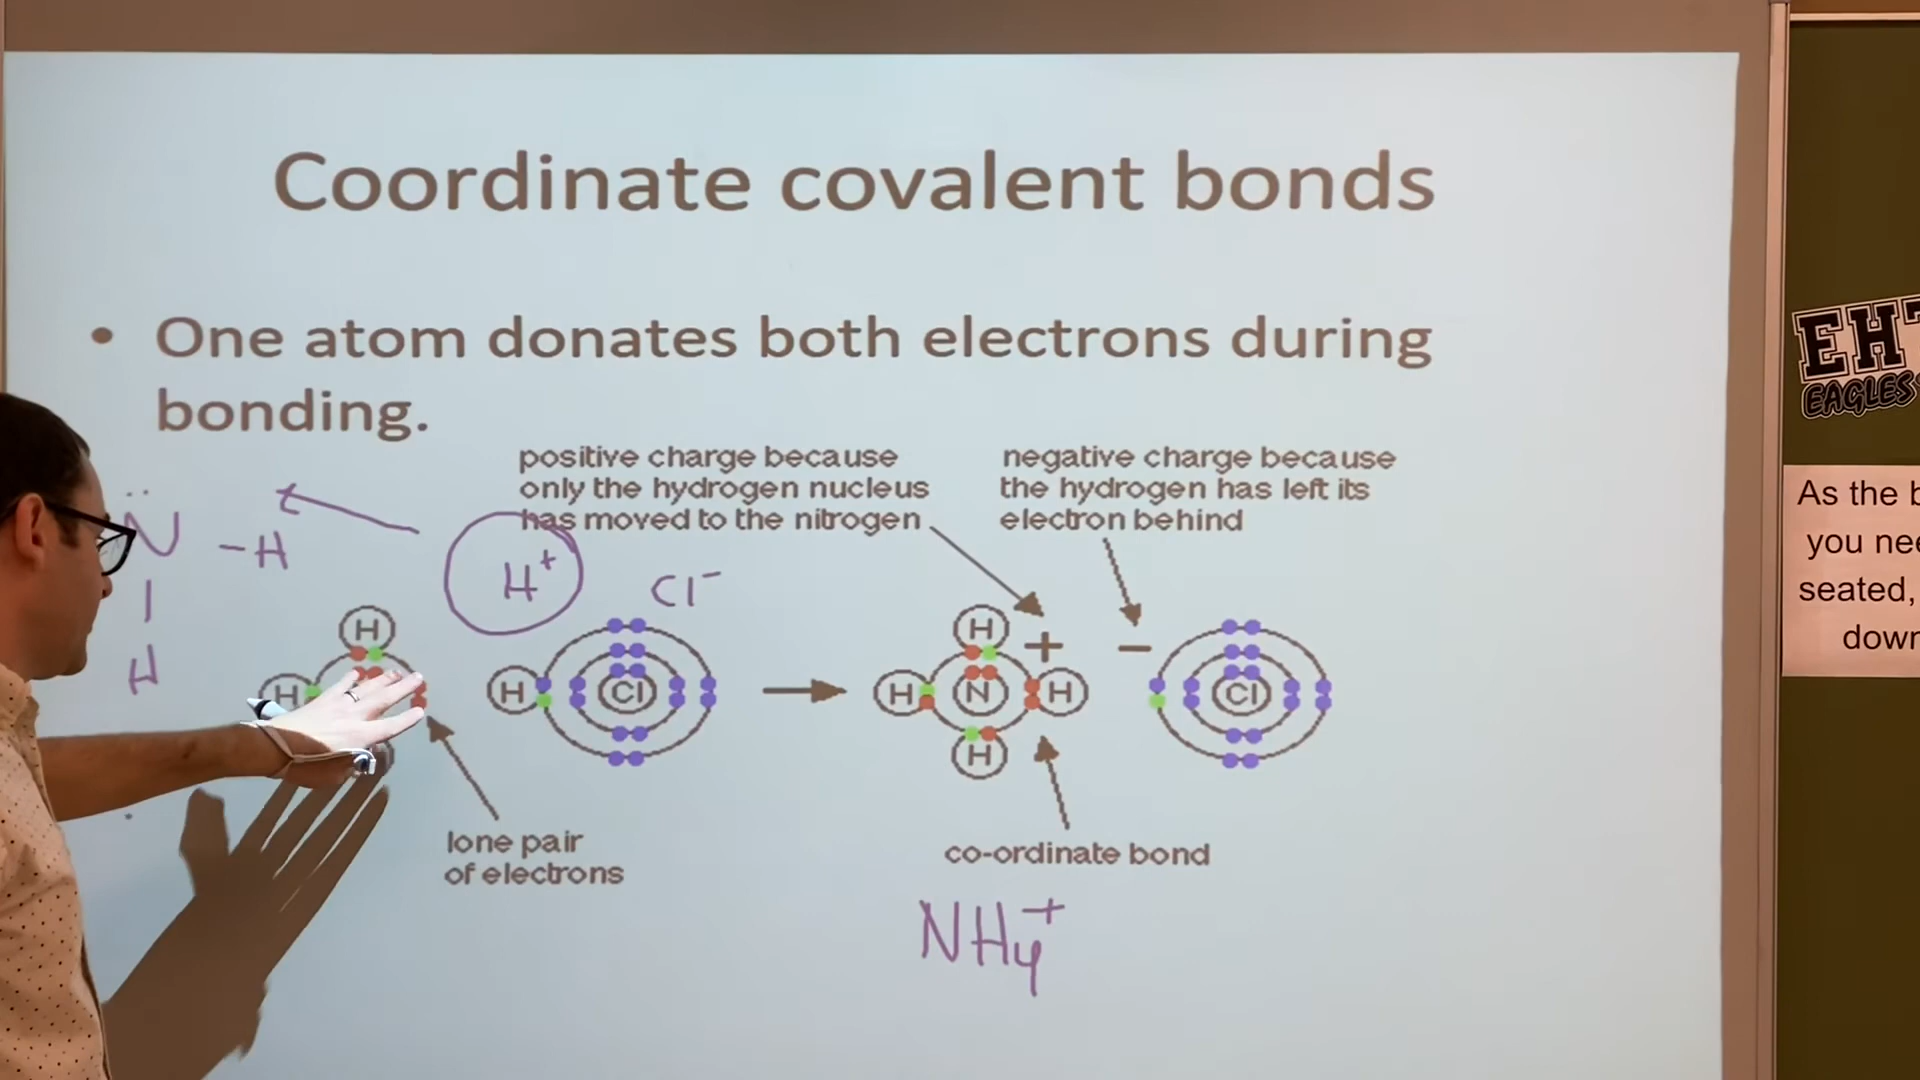 Coordinate covalent bonds
• One atom donates both electrons during
bonding.
positive charge because
only the hydrogen nucleus
has moved to the nitrogen
negative charge because
the hydrogen has left its
electron behind
N
-H
H
H+
Cl-
H
H
H
Cl
H
H
N
H
H
+
-
Cl
lone pair
of electrons
co-ordinate bond
NH4+
EHT
EAGLES
As the b
you nee
seated,
down